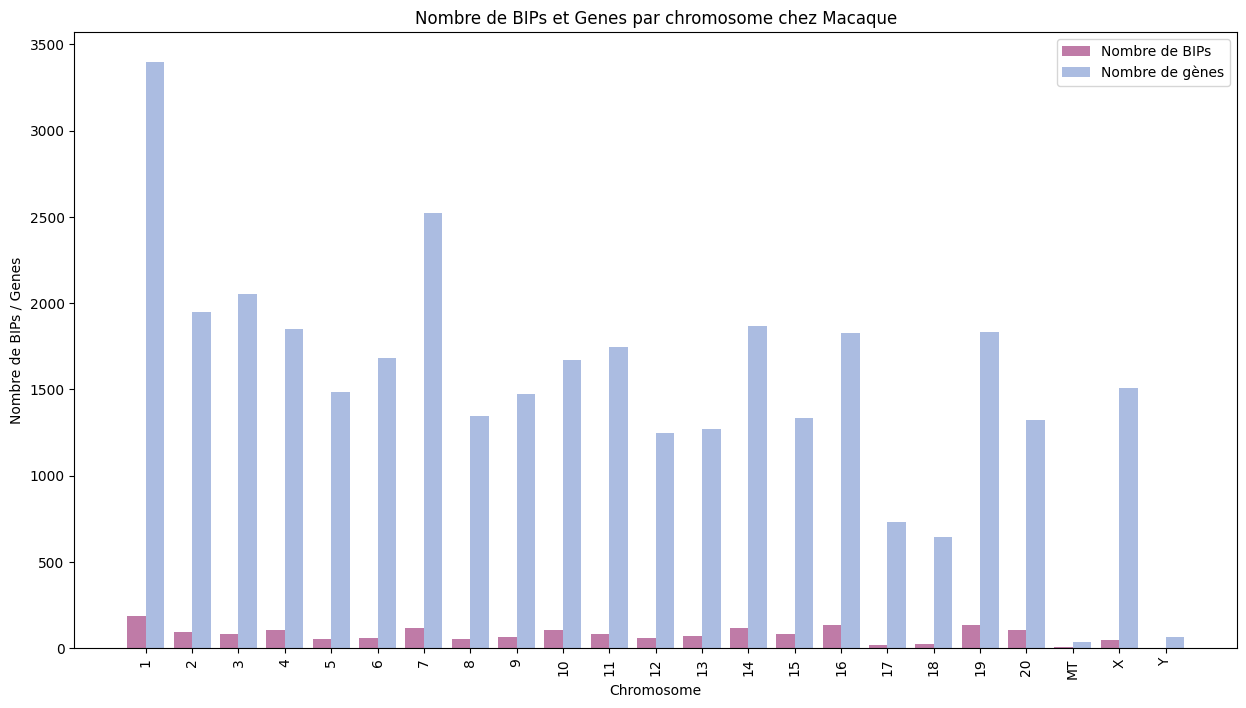 Nombre de BIPs et Genes par chromosome chez Macaque
Nombre de BIPs
Nombre de gènes
Nombre de BIPs / Genes
3500
3000
2500
2000
1500
1000
500
0
1 2 3 4 5 6 7 8 9 10 11 12 13 14 15 16 17 18 19 20 MT X Y
Chromosome